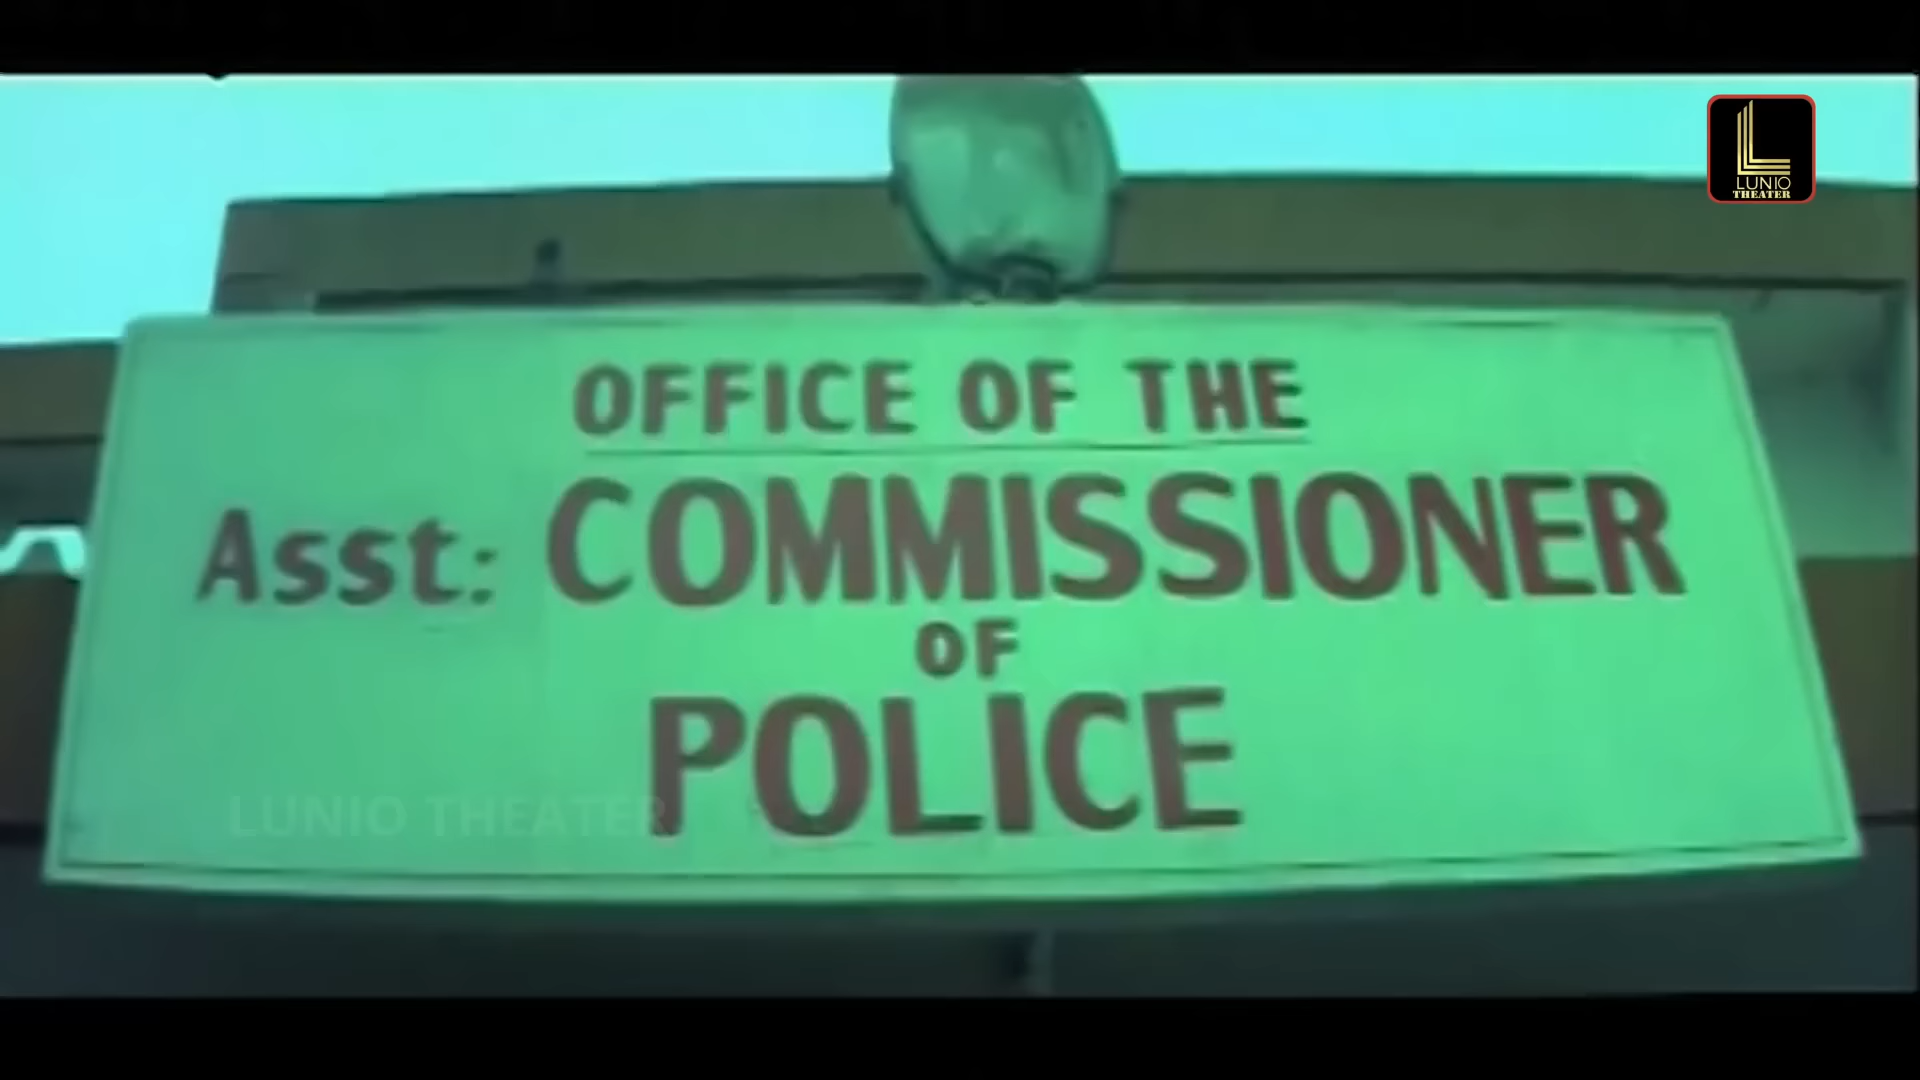 LUNIO
THEATER
OFFICE OF THE
Asst: COMMISSIONER
OF
POLICE
LUNIO THEATER